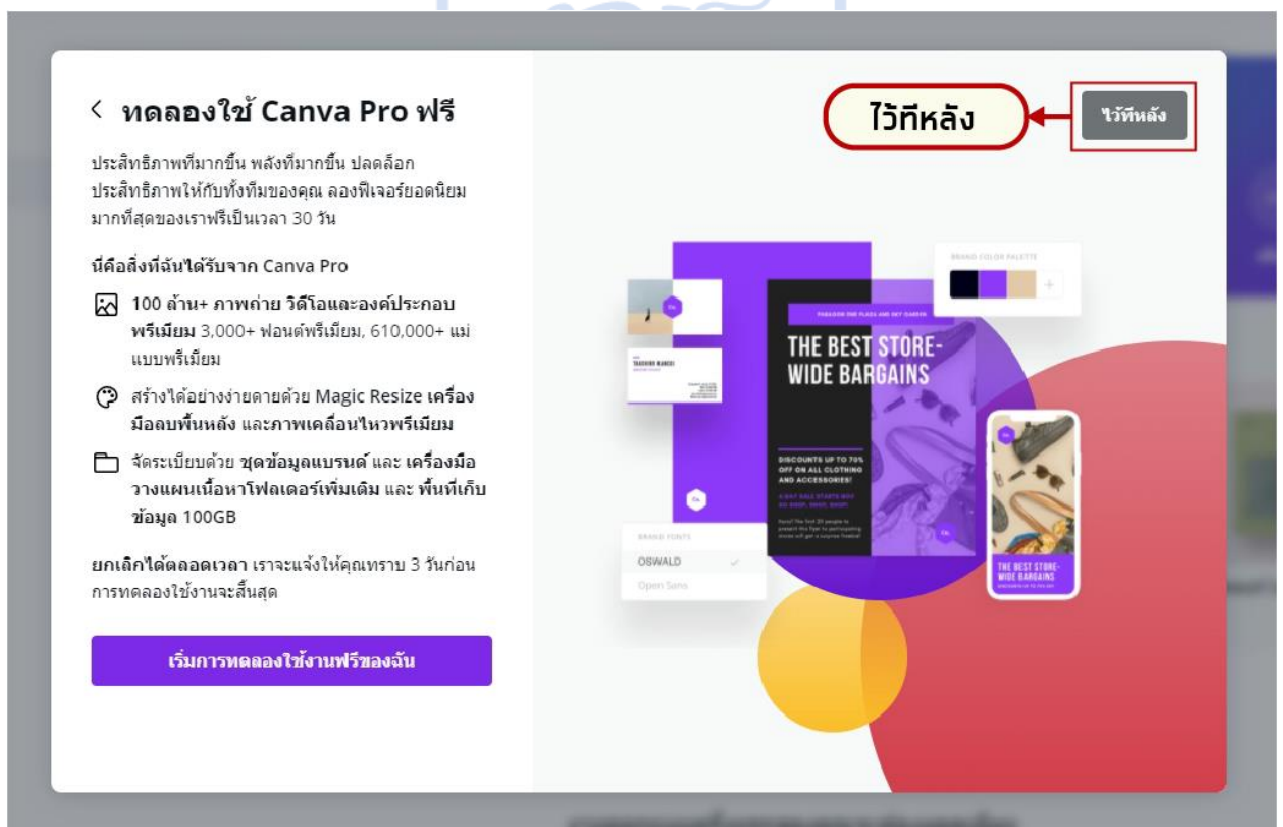 ทดลองใช้ Canva Pro ฟรี
ไว้ทีหลัง
ไว้ทีหลัง
ประสิทธิภาพที่มากขึ้น พลังที่มากขึ้น ปลดล็อก
ประสิทธิภาพให้กับทั้งทีมของคุณ ลองฟีเจอร์ยอดนิยม
มากที่สุดของเราฟรีเป็นเวลา 30 วัน
นี่คือสิ่งที่ฉันได้รับจาก Canva Pro
100 ล้าน+ ภาพถ่าย วิดีโอและองค์ประกอบ
พรีเมียม 3,000+ ฟอนต์พรีเมียม, 610,000+ แม่
แบบพรีเมียม
สร้างได้อย่างง่ายดายด้วย Magic Resize เครื่อง
มือลบพื้นหลัง และภาพเคลื่อนไหวพรีเมียม
จัดระเบียบด้วย ชุดข้อมูลแบรนด์ และ เครื่องมือ
วางแผนเนื้อหาโฟลเดอร์เพิ่มเติม และ พื้นที่เก็บ
ข้อมูล 100GB
ยกเลิกได้ตลอดเวลา เราจะแจ้งให้คุณทราบ 3 วันก่อน
การทดลองใช้งานจะสิ้นสุด
เริ่มการทดลองใช้งานฟรีของฉัน
BRAND COLOR PALETTE
PARAGON ONE PLAZA AND SKY GARDEN
THE BEST STORE-
WIDE BARGAINS
DISCOUNTS UP TO 70%
OFF ON ALL CLOTHING
AND ACCESSORIES!
BRAND FONTS
OSWALD
Open Sans
THE BEST STORE-
WIDE BARGAINS